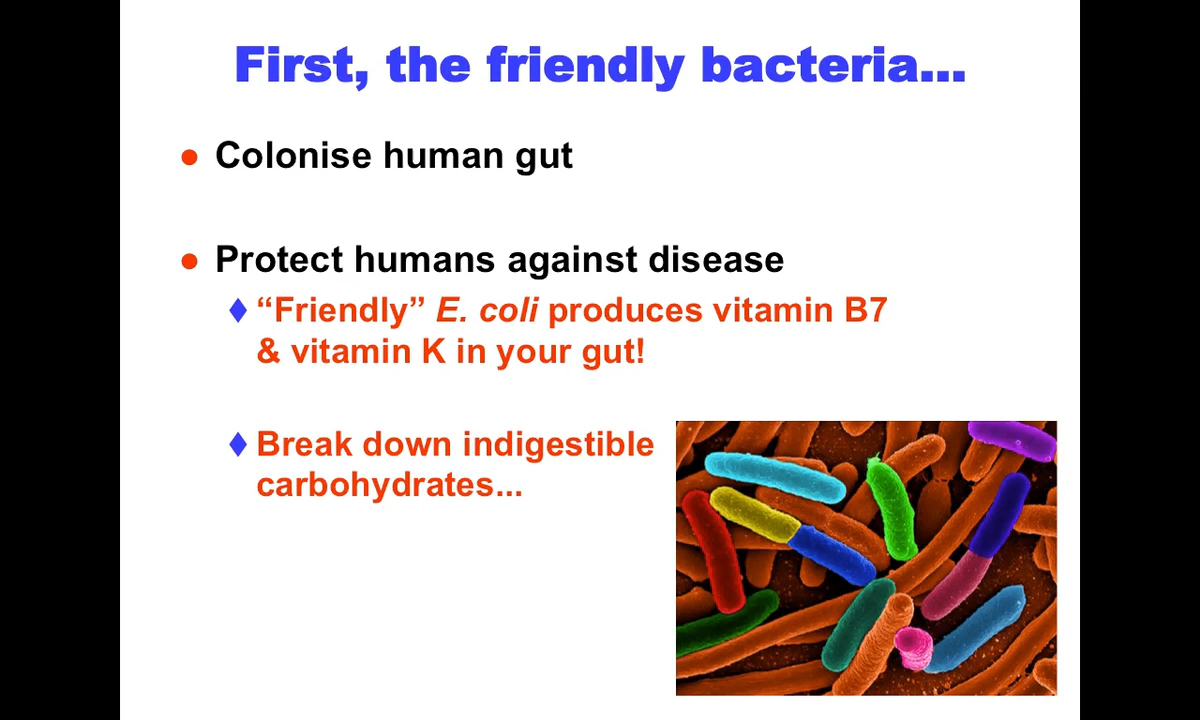 First, the friendly bacteria...
● Colonise human gut
● Protect humans against disease
♦ “Friendly” E. coli produces vitamin B7
& vitamin K in your gut!
♦ Break down indigestible
carbohydrates...